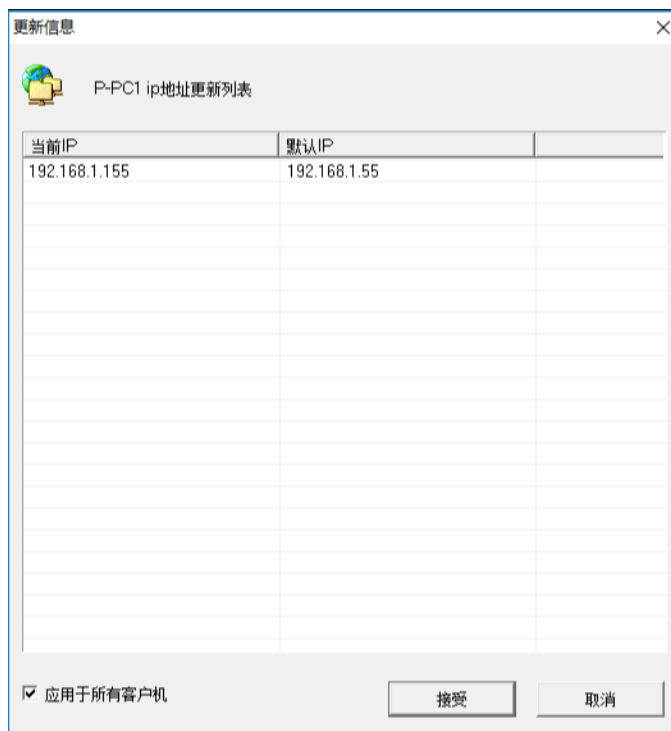 更新信息
P-PC1 ip地址更新列表
当前IP 默认IP
192.168.1.155 192.168.1.55
应用于所有客户机
接受 取消